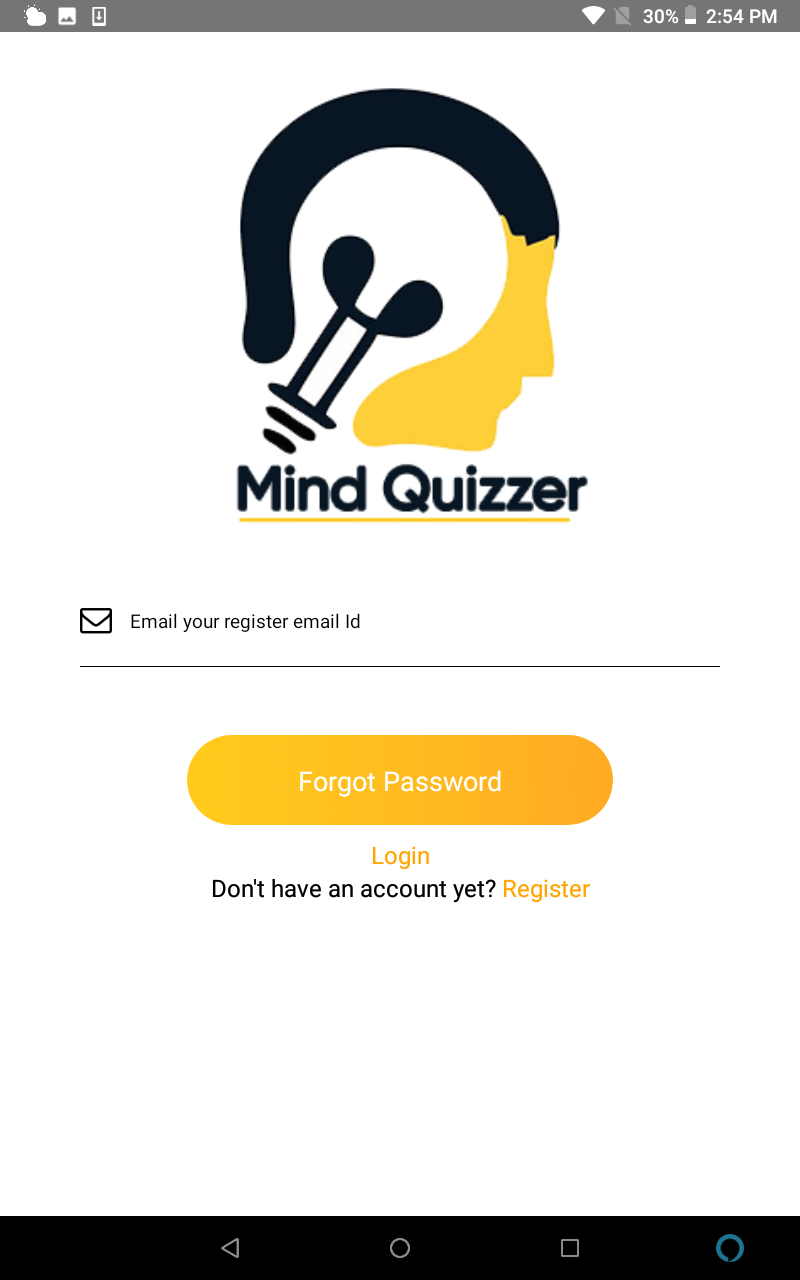 30% 2:54 PM
Mind Quizzer
Email your register email Id
Forgot Password
Login
Don't have an account yet? Register